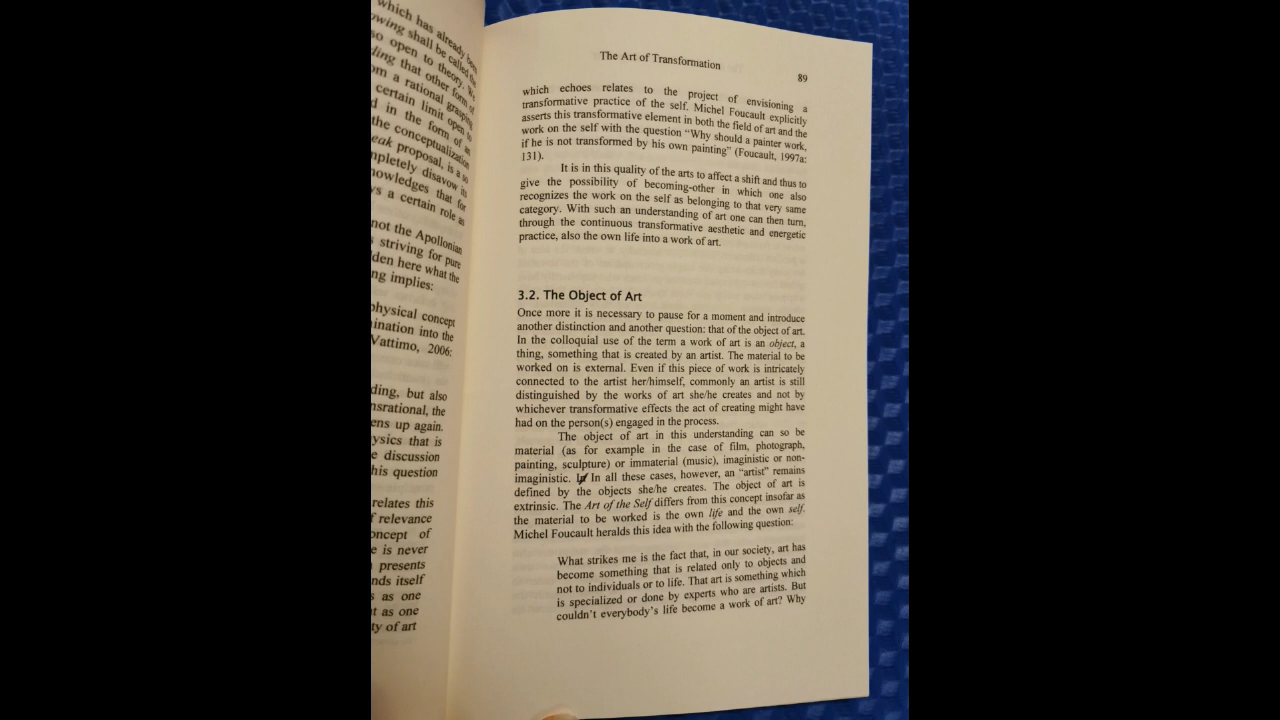 which has already been
owing shall be called the
so open to theory. We
ding that other form of
om a rational grasping
certain limit open to
d in the form of an
the conceptualization
eak proposal, is a so
mpletely disavow its
nowledges that for
ys a certain role as
not the Apollonian
striving for pure
den here what the
ng implies:
physical concept
ination into the
Vattimo, 2006:
ding, but also
nsrational, the
ens up again.
ysics that is
e discussion
his question
relates this
f relevance
oncept of
e is never
presents
nds itself
s as one
t as one
ty of art
The Art of Transformation
89
which echoes relates to the project of envisioning a
transformative practice of the self. Michel Foucault explicitly
asserts this transformative element in both the field of art and the
work on the self with the question “Why should a painter work,
if he is not transformed by his own painting” (Foucault, 1997a:
131).
It is in this quality of the arts to affect a shift and thus to
give the possibility of becoming-other in which one also
recognizes the work on the self as belonging to that very same
category. With such an understanding of art one can then turn,
through the continuous transformative aesthetic and energetic
practice, also the own life into a work of art.
3.2. The Object of Art
Once more it is necessary to pause for a moment and introduce
another distinction and another question: that of the object of art.
In the colloquial use of the term a work of art is an object, a
thing, something that is created by an artist. The material to be
worked on is external. Even if this piece of work is intricately
connected to the artist her/himself, commonly an artist is still
distinguished by the works of art she/he creates and not by
whichever transformative effects the act of creating might have
had on the person(s) engaged in the process.
The object of art in this understanding can so be
material (as for example in the case of film, photograph,
painting, sculpture) or immaterial (music), imaginistic or non-
imaginistic. In all these cases, however, an “artist” remains
defined by the objects she/he creates. The object of art is
extrinsic. The Art of the Self differs from this concept insofar as
the material to be worked is the own life and the own self.
Michel Foucault heralds this idea with the following question:
What strikes me is the fact that, in our society, art has
become something that is related only to objects and
not to individuals or to life. That art is something which
is specialized or done by experts who are artists. But
couldn’t everybody’s life become a work of art? Why